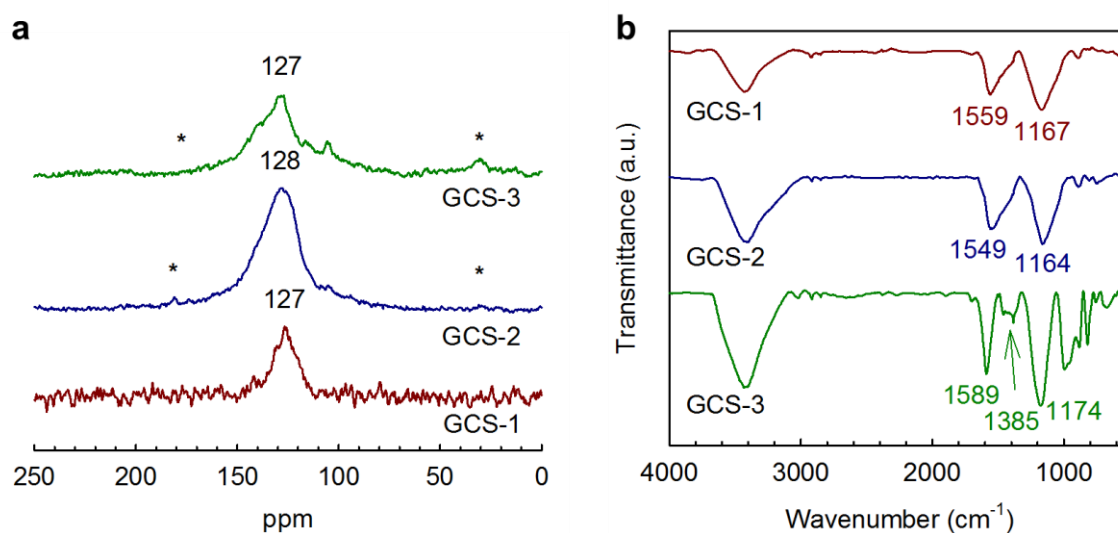 a
127
*
*
128
GCS-3
*
*
127
GCS-2
GCS-1
250 200 150 100 50 0
ppm
b
GCS-1
1559
1167
GCS-2
1549
1164
GCS-3
1589
1385
1174
Transmittance (a.u.)
4000 3000 2000 1000
Wavenumber (cm⁻¹)